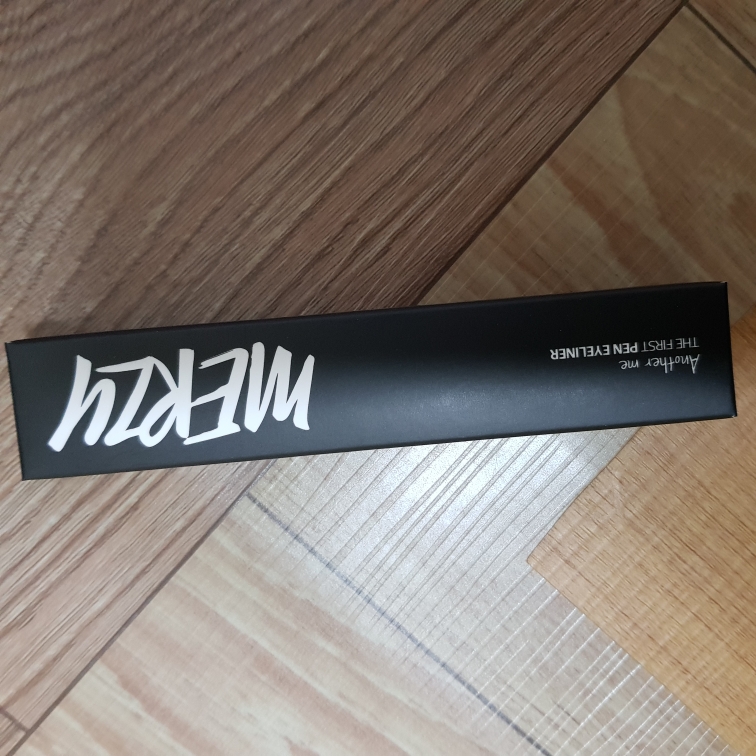 Another me
THE FIRST PEN EYELINER
MERZY